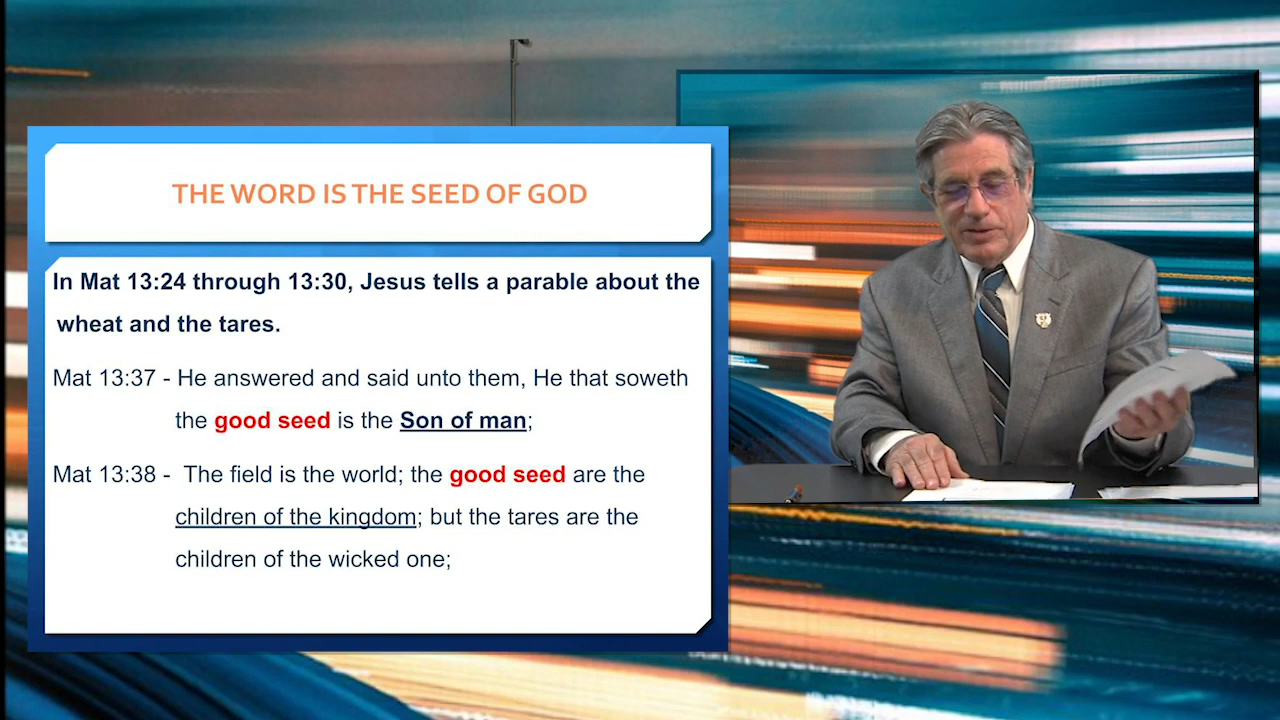 THE WORD IS THE SEED OF GOD
In Mat 13:24 through 13:30, Jesus tells a parable about the
wheat and the tares.
Mat 13:37 - He answered and said unto them, He that soweth
the good seed is the Son of man;
Mat 13:38 - The field is the world; the good seed are the
children of the kingdom; but the tares are the
children of the wicked one;